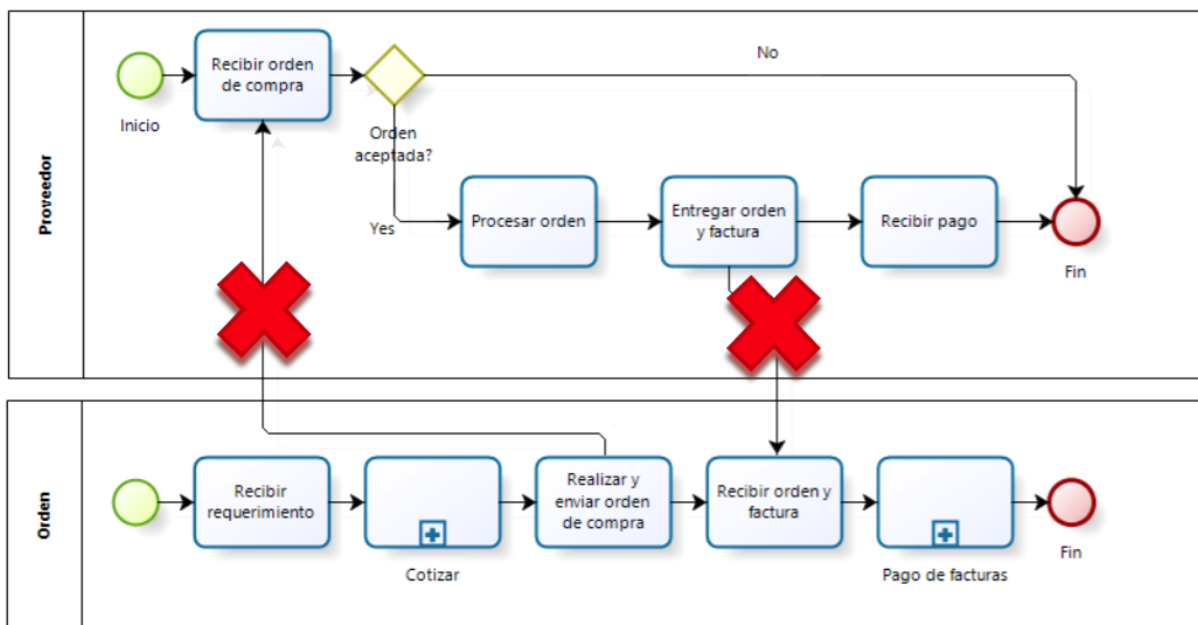 Proveedor
Inicio
Recibir orden
de compra
Orden
aceptada?
No
Yes
Procesar orden
Entregar orden
y factura
Recibir pago
Fin
Orden
Recibir
requerimiento
Cotizar
Realizar y
enviar orden
de compra
Recibir orden y
factura
Pago de facturas
Fin